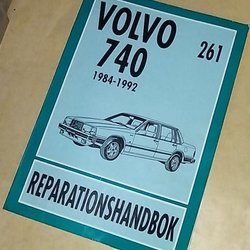 VOLVO
740
261
1984-1992
REPARATIONSHANDBOK